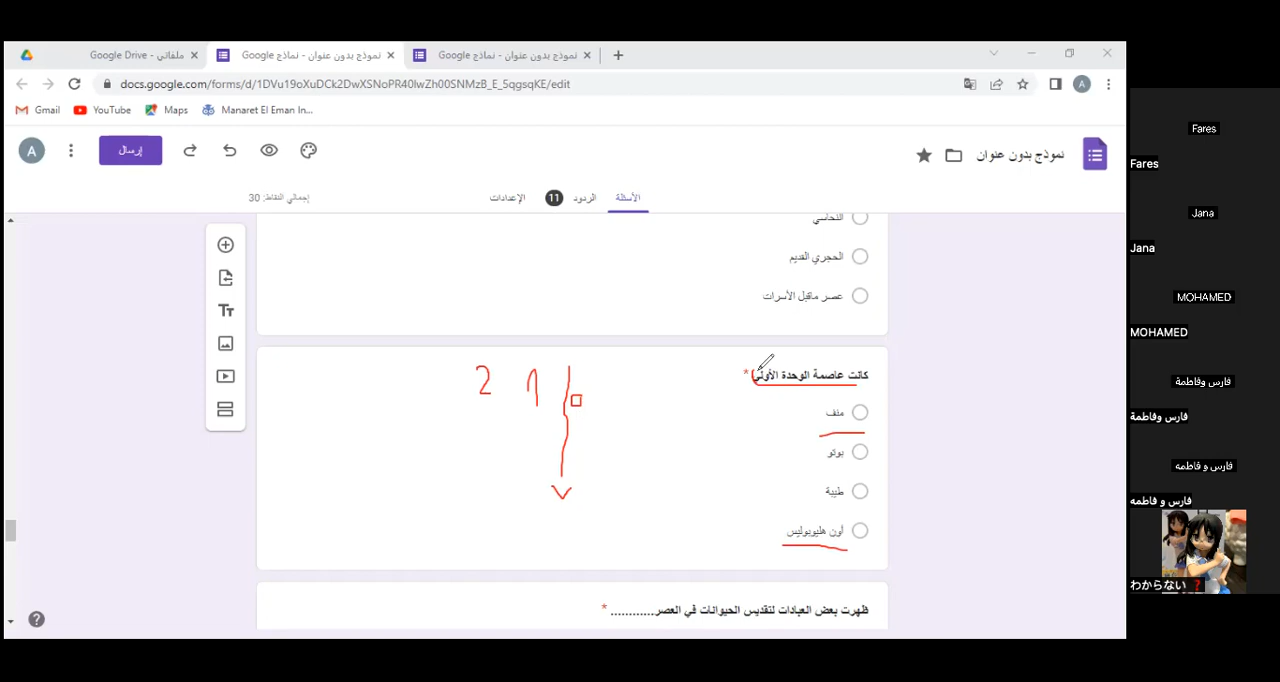 ملفاتي - Google Drive
نموذج بدون عنوان - نماذج Google
نموذج بدون عنوان - نماذج Google
docs.google.com/forms/d/1DVu19oXuDCk2DwXSNoPR40lwZh00SNMzB_E_5qgsqKE/edit
Gmail
YouTube
Maps
Manaret El Eman In...
A
إرسال
نموذج بدون عنوان
الأسئلة
الردود
11
الإعدادات
إجمالي النقاط: 30
النحاسي
الحجري القديم
عصر ماقبل الأسرات
كانت عاصمة الوحدة الأولي *
منف
بوتو
طيبة
أون هليوبوليس
2 1
ظهرت بعض العبادات لتقديس الحيوانات في العصر............ *
Fares
Fares
Jana
Jana
MOHAMED
MOHAMED
فارس وفاطمة
فارس وفاطمة
فارس و فاطمه
فارس و فاطمه
わからない❓